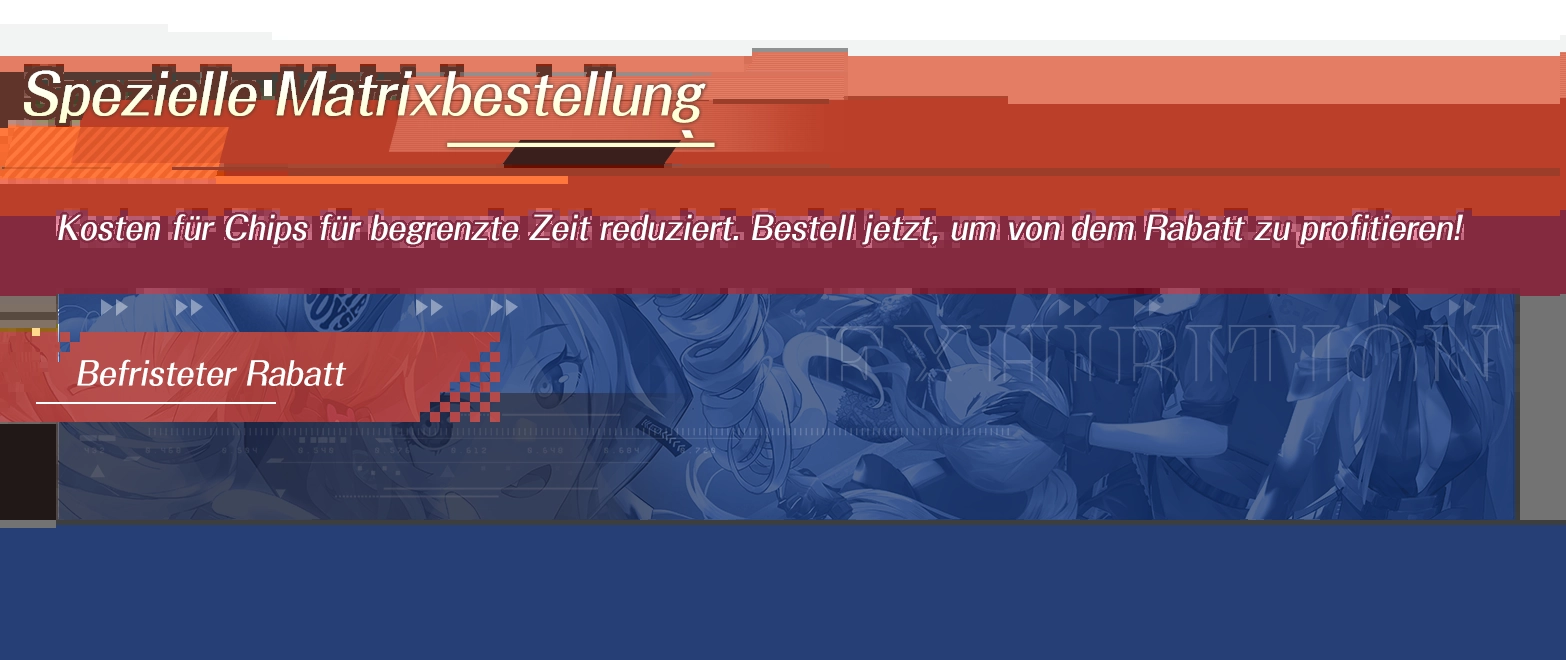 Spezielle Matrixbestellung
Kosten für Chips für begrenzte Zeit reduziert. Bestell jetzt, um von dem Rabatt zu profitieren!
EXHIBITION
Befristeter Rabatt